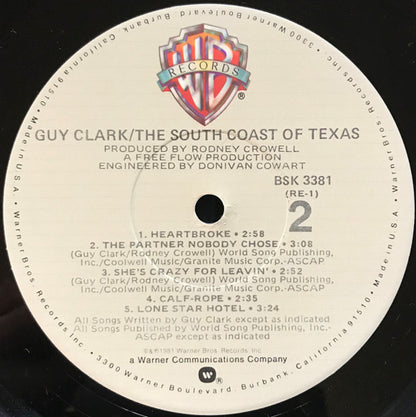 WB
RECORDS
®
GUY CLARK/THE SOUTH COAST OF TEXAS
PRODUCED BY RODNEY CROWELL
A FREE FLOW PRODUCTION
ENGINEERED BY DONIVAN COWART
BSK 3381
(RE-1)
2
1. HEARTBROKE • 2:58
2. THE PARTNER NOBODY CHOSE • 3:08
(Guy Clark/Rodney Crowell) World Song Publishing,
Inc./Coolwell Music/Granite Music Corp.-ASCAP
3. SHE'S CRAZY FOR LEAVIN' • 2:52
(Guy Clark/Rodney Crowell) World Song Publishing,
Inc./Coolwell Music/Granite Music Corp.-ASCAP
4. CALF-ROPE • 2:35
5. LONE STAR HOTEL • 3:24
All Songs Written by Guy Clark except as indicated
All Songs Published by World Song Publishing, Inc.-
ASCAP except as indicated
©℗1981 Warner Bros. Records Inc.
a Warner Communications Company
Warner Bros. Records Inc. • 3300 Warner Boulevard, Burbank, California 91510 • Made in U.S.A. •
Warner Bros. Records Inc. • 3300 Warner Boulevard, Burbank, California 91510 • Made in U.S.A. •